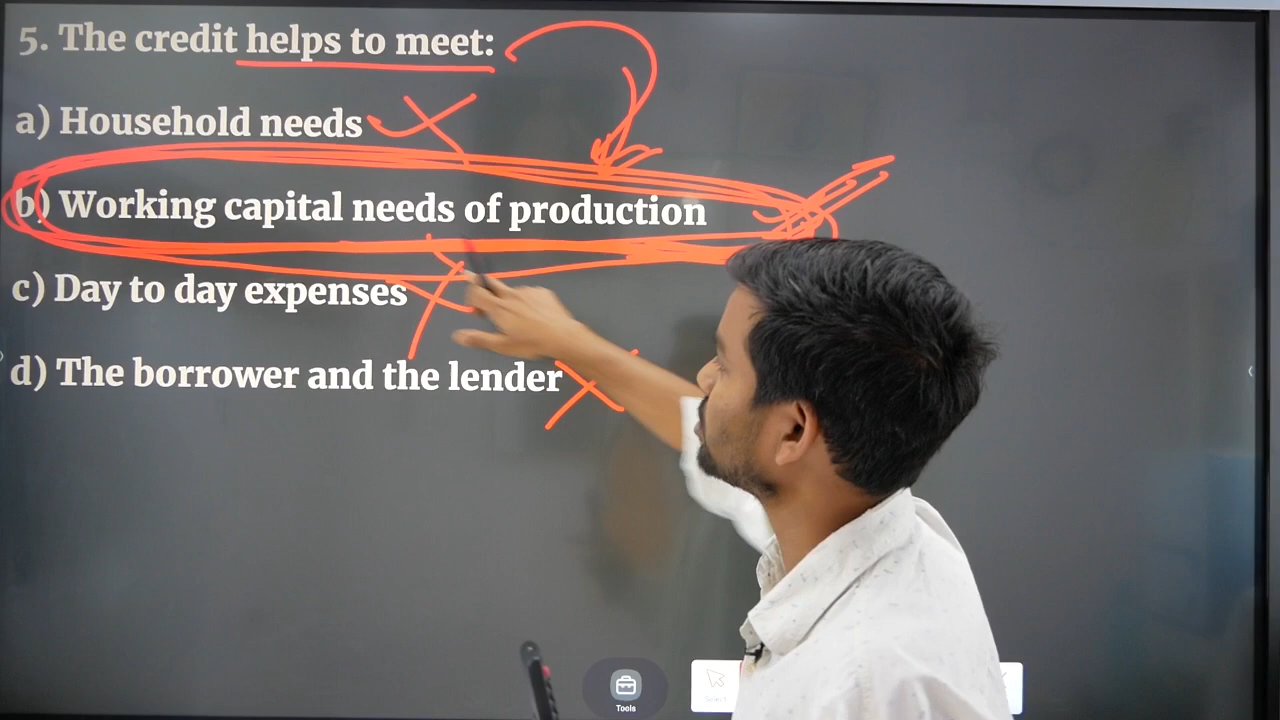 5. The credit helps to meet:
a) Household needs
b) Working capital needs of production
c) Day to day expenses
d) The borrower and the lender
Tools
Select